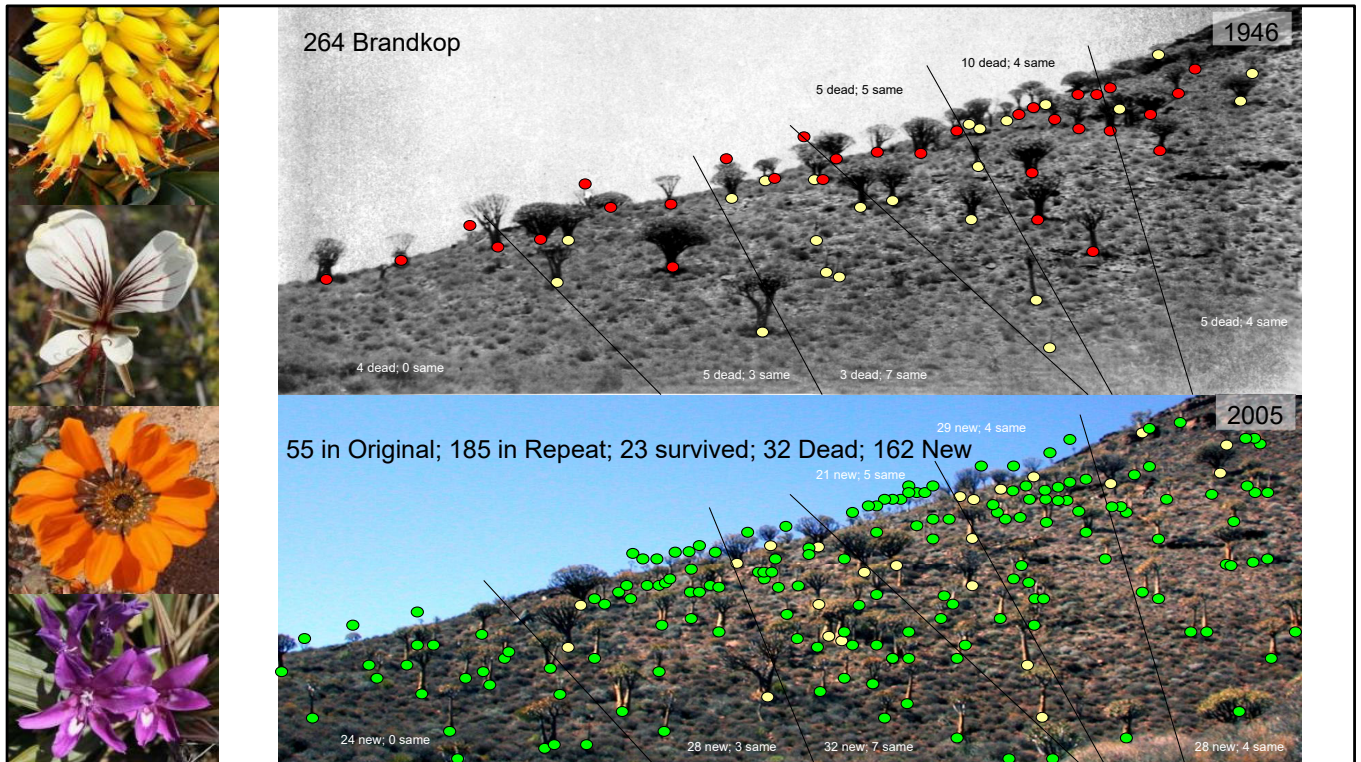 264 Brandkop
1946
10 dead; 4 same
5 dead; 5 same
5 dead; 4 same
4 dead; 0 same
5 dead; 3 same
3 dead; 7 same
2005
29 new; 4 same
55 in Original; 185 in Repeat; 23 survived; 32 Dead; 162 New
21 new; 5 same
24 new; 0 same
28 new; 3 same
32 new; 7 same
28 new; 4 same